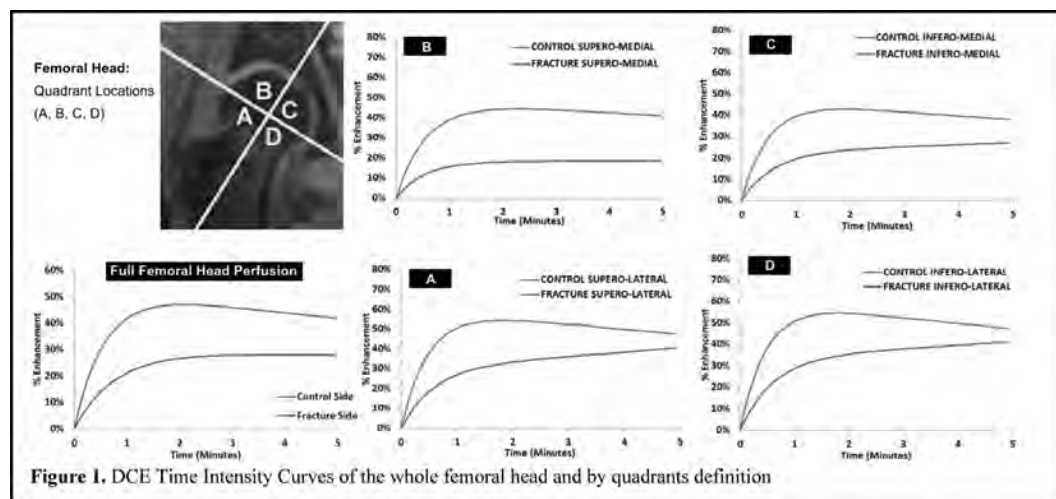 Femoral Head:
Quadrant Locations
(A, B, C, D)
B
A
C
D
B
CONTROL SUPERO-MEDIAL
FRACTURE SUPERO-MEDIAL
80%
70%
60%
50%
40%
30%
20%
10%
0%
% Enhancement
0 1 2 3 4 5
Time (Minutes)
C
CONTROL INFERO-MEDIAL
FRACTURE INFERO-MEDIAL
80%
70%
60%
50%
40%
30%
20%
10%
0%
% Enhancement
0 1 2 3 4 5
Time (Minutes)
Full Femoral Head Perfusion
60%
50%
40%
30%
20%
10%
0%
% Enhancement
Control Side
Fracture Side
0 1 2 3 4 5
Time (Minutes)
A
CONTROL SUPERO-LATERAL
FRACTURE SUPERO-LATERAL
80%
70%
60%
50%
40%
30%
20%
10%
0%
% Enhancement
0 1 2 3 4 5
Time (Minutes)
D
CONTROL INFERO-LATERAL
FRACTURE INFERO-LATERAL
80%
70%
60%
50%
40%
30%
20%
10%
0%
% Enhancement
0 1 2 3 4 5
Time (Minutes)
Figure 1. DCE Time Intensity Curves of the whole femoral head and by quadrants definition